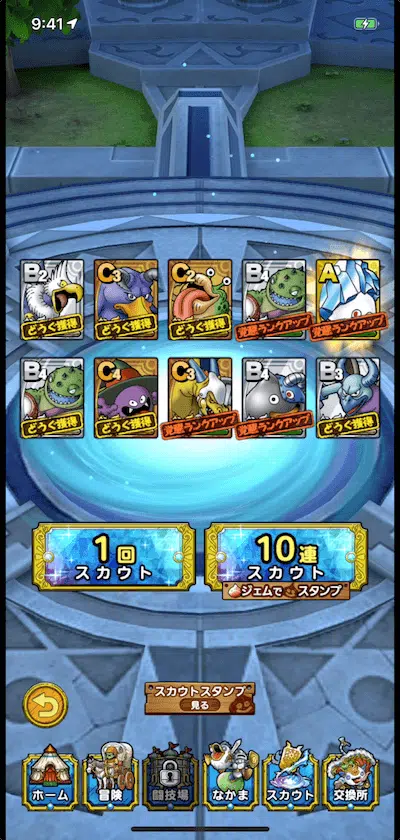 9:41
B2 C3 C2 B4 A
どうぐ獲得 どうぐ獲得 どうぐ獲得 覚醒ランクアップ 覚醒ランクアップ
B4 C4 C3 B4 B3
どうぐ獲得 どうぐ獲得 覚醒ランクアップ 覚醒ランクアップ どうぐ獲得
1回 10連
スカウト スカウト
ジェムで スタンプ
スカウトスタンプ
見る
ホーム 冒険 闘技場 なかま スカウト 交換所